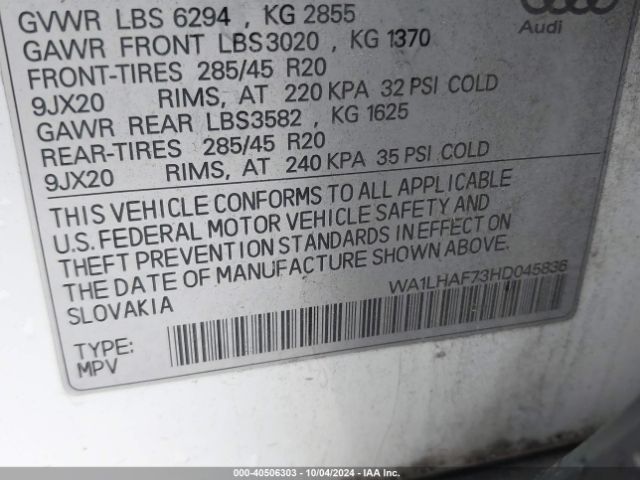 GVWR LBS 6294 , KG 2855
GAWR FRONT LBS3020 , KG 1370
FRONT-TIRES 285/45 R20
9JX20 RIMS, AT 220 KPA 32 PSI COLD
GAWR REAR LBS3582 , KG 1625
REAR-TIRES 285/45 R20
9JX20 RIMS, AT 240 KPA 35 PSI COLD
Audi
THIS VEHICLE CONFORMS TO ALL APPLICABLE
U.S. FEDERAL MOTOR VEHICLE SAFETY AND
THEFT PREVENTION STANDARDS IN EFFECT ON
THE DATE OF MANUFACTURE SHOWN ABOVE.
SLOVAKIA
WA1LHAF73HD045836
TYPE:
MPV
000-40506303 - 10/04/2024 - IAA Inc.